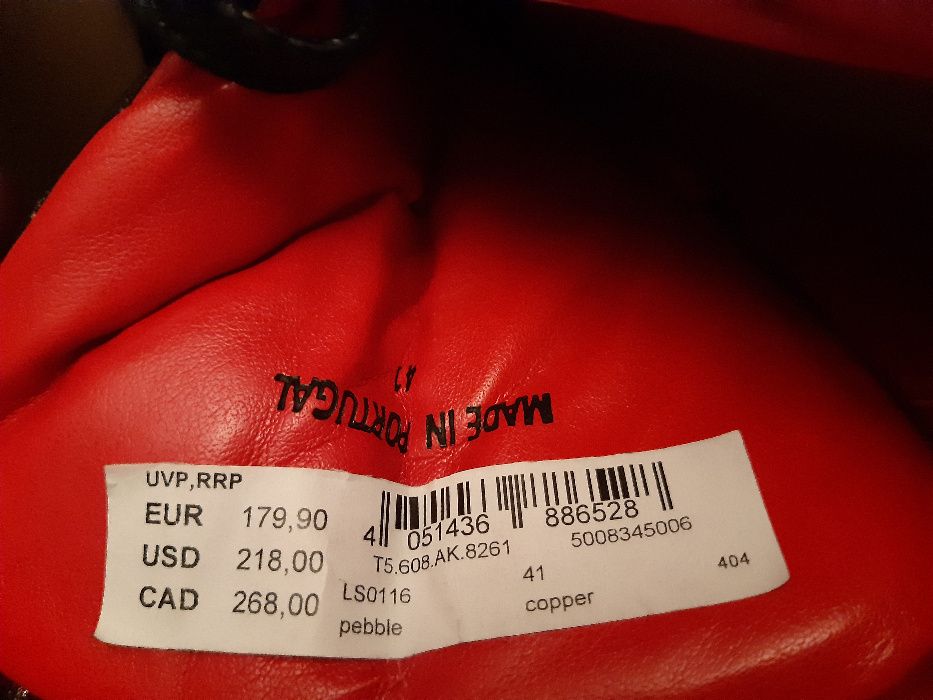 MADE IN PORTUGAL
41
UVP,RRP
EUR 179,90
USD 218,00
CAD 268,00
4 051436 886528
T5.608.AK.8261 5008345006
LS0116 41 404
pebble copper